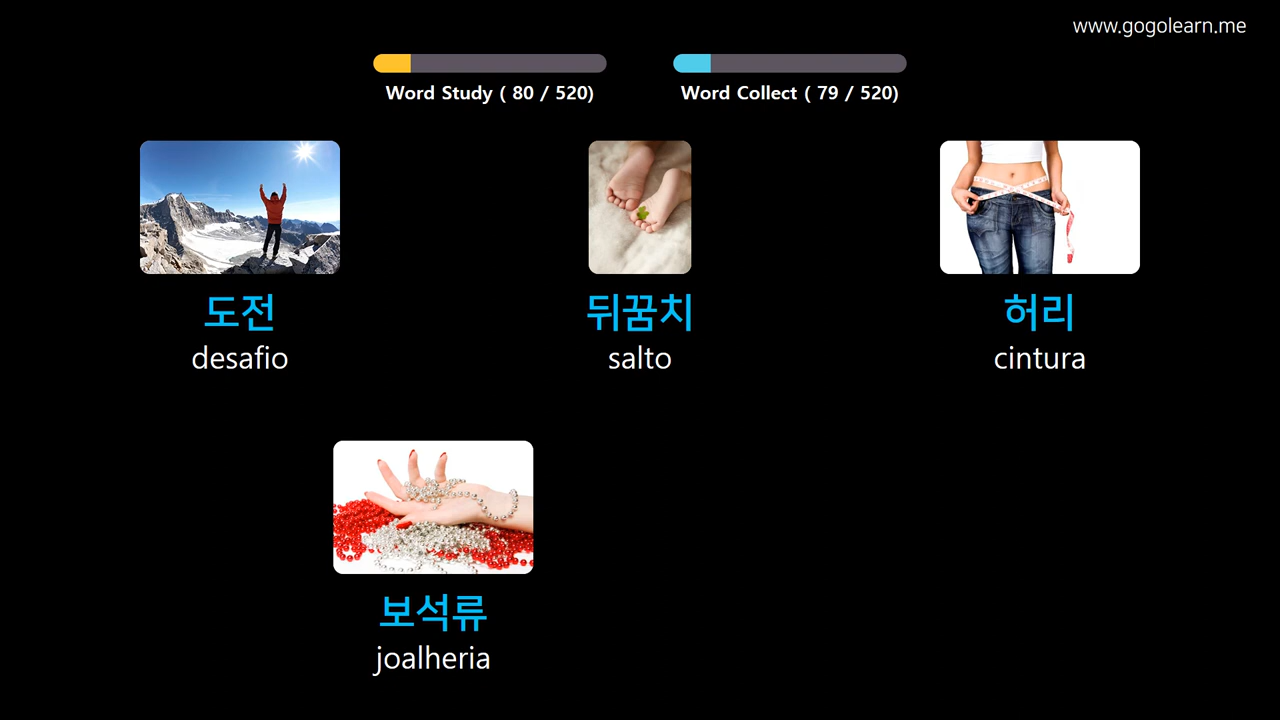 www.gogolearn.me
Word Study ( 80 / 520)
Word Collect ( 79 / 520)
도전
desafio
뒤꿈치
salto
허리
cintura
보석류
joalheria